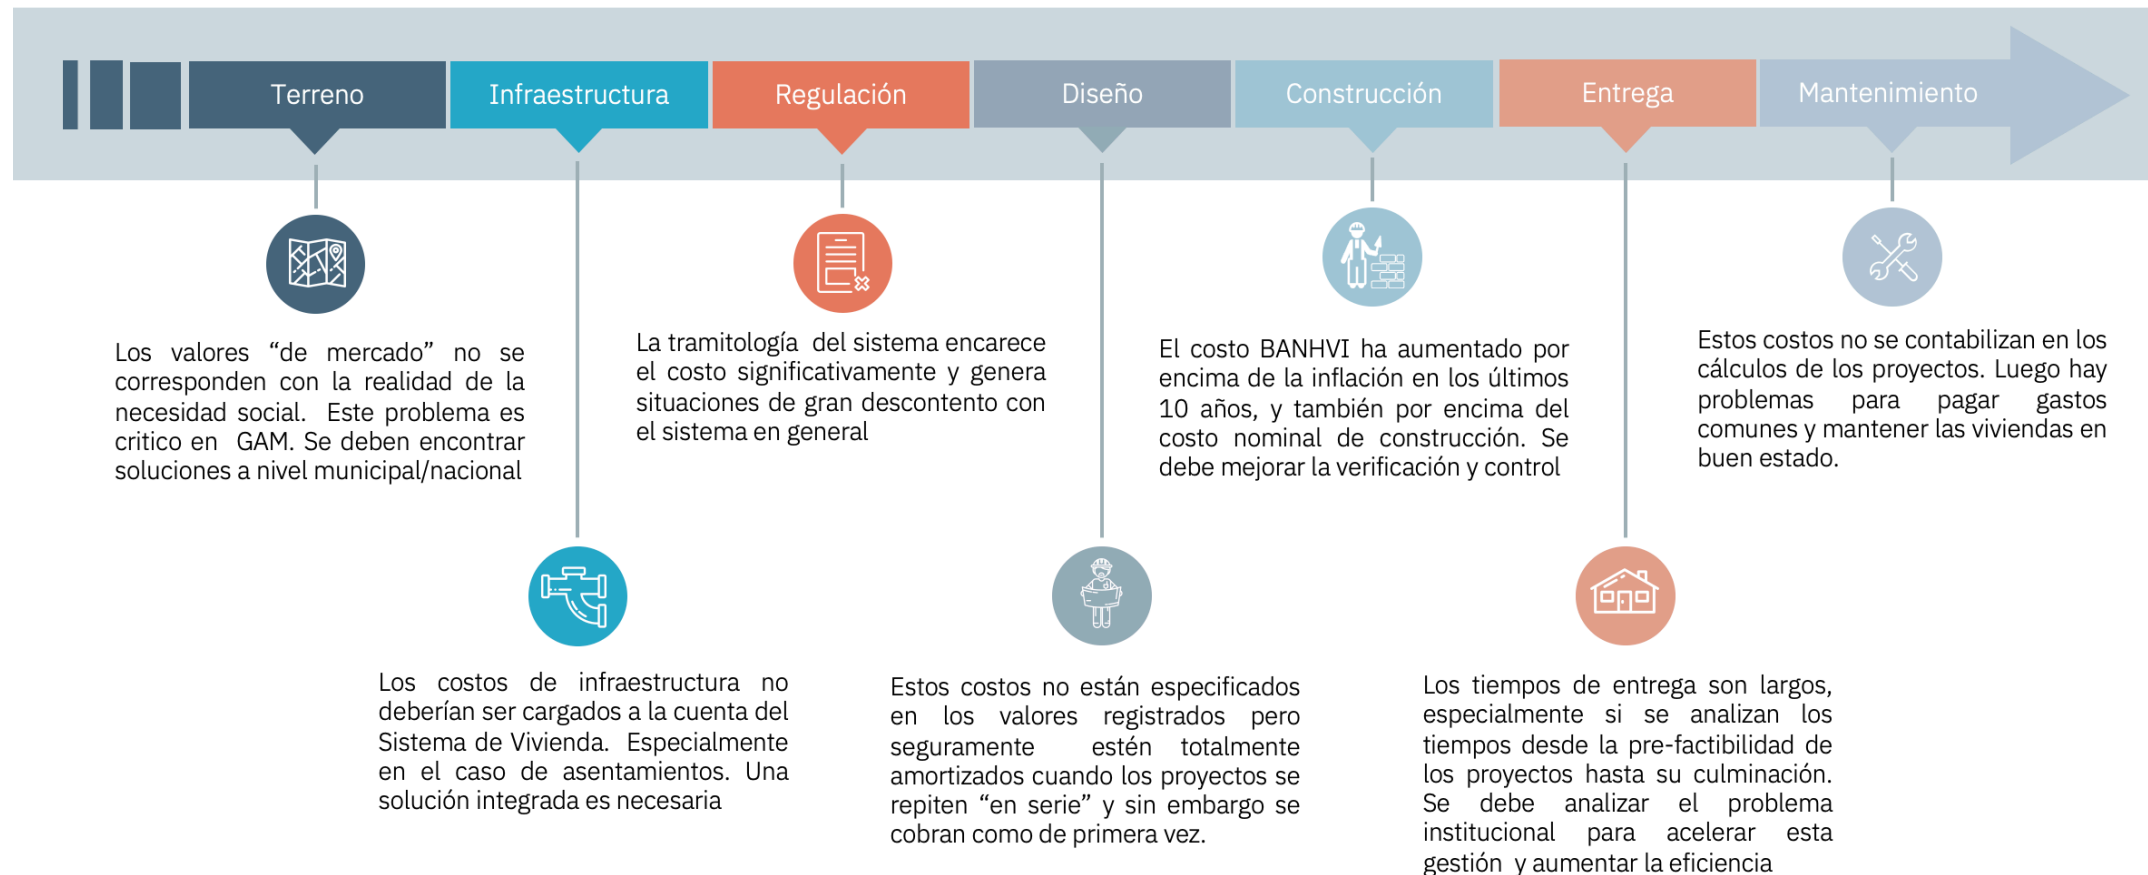 Terreno
Infraestructura
Regulación
Diseño
Construcción
Entrega
Mantenimiento
Los valores “de mercado” no se
corresponden con la realidad de la
necesidad social. Este problema es
critico en GAM. Se deben encontrar
soluciones a nivel municipal/nacional
La tramitología del sistema encarece
el costo significativamente y genera
situaciones de gran descontento con
el sistema en general
El costo BANHVI ha aumentado por
encima de la inflación en los últimos
10 años, y también por encima del
costo nominal de construcción. Se
debe mejorar la verificación y control
Estos costos no se contabilizan en los
cálculos de los proyectos. Luego hay
problemas para pagar gastos
comunes y mantener las viviendas en
buen estado.
Los costos de infraestructura no
deberían ser cargados a la cuenta del
Sistema de Vivienda. Especialmente
en el caso de asentamientos. Una
solución integrada es necesaria
Estos costos no están especificados
en los valores registrados pero
seguramente estén totalmente
amortizados cuando los proyectos se
repiten “en serie” y sin embargo se
cobran como de primera vez.
Los tiempos de entrega son largos,
especialmente si se analizan los
tiempos desde la pre-factibilidad de
los proyectos hasta su culminación.
Se debe analizar el problema
institucional para acelerar esta
gestión y aumentar la eficiencia